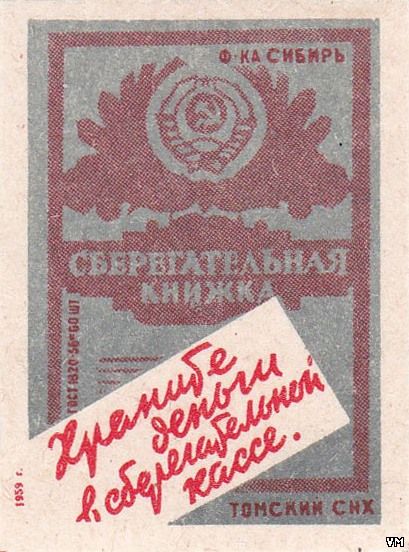 Ф-КА СИБИРЬ
СБЕРЕГАТЕЛЬНАЯ
КНИЖКА
ГОСТ 1820-56 60 ШТ
Храните
деньги
в сберегательной
кассе.
1959 г.
ТОМСКИЙ СНХ
VM